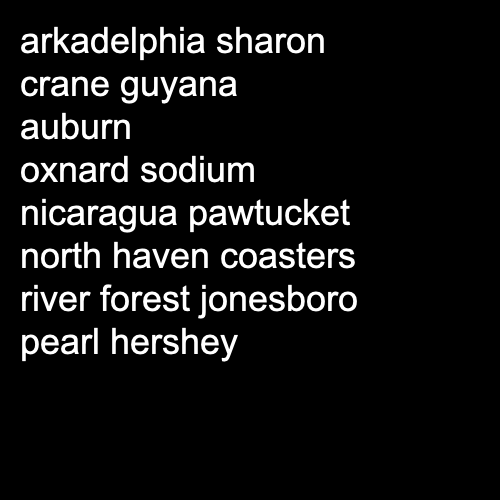 arkadelphia sharon
crane guyana
auburn
oxnard sodium
nicaragua pawtucket
north haven coasters
river forest jonesboro
pearl hershey